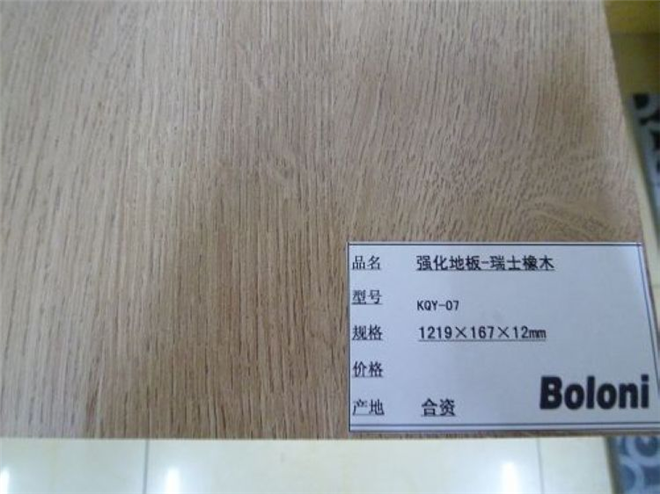 品名 强化地板-瑞士橡木
型号 KQY-07
规格 1219×167×12mm
价格
产地 合资
Boloni